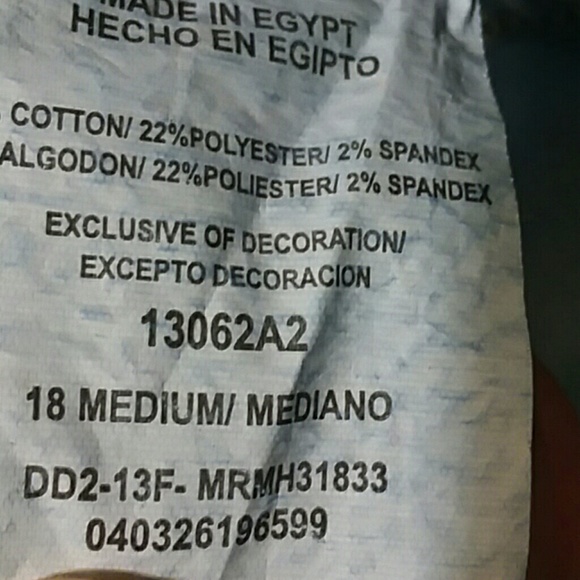 MADE IN EGYPT
HECHO EN EGIPTO
COTTON/ 22%POLYESTER/ 2% SPANDEX
ALGODON/ 22%POLIESTER/ 2% SPANDEX
EXCLUSIVE OF DECORATION/
EXCEPTO DECORACION
13062A2
18 MEDIUM/ MEDIANO
DD2-13F- MRMH31833
040326196599